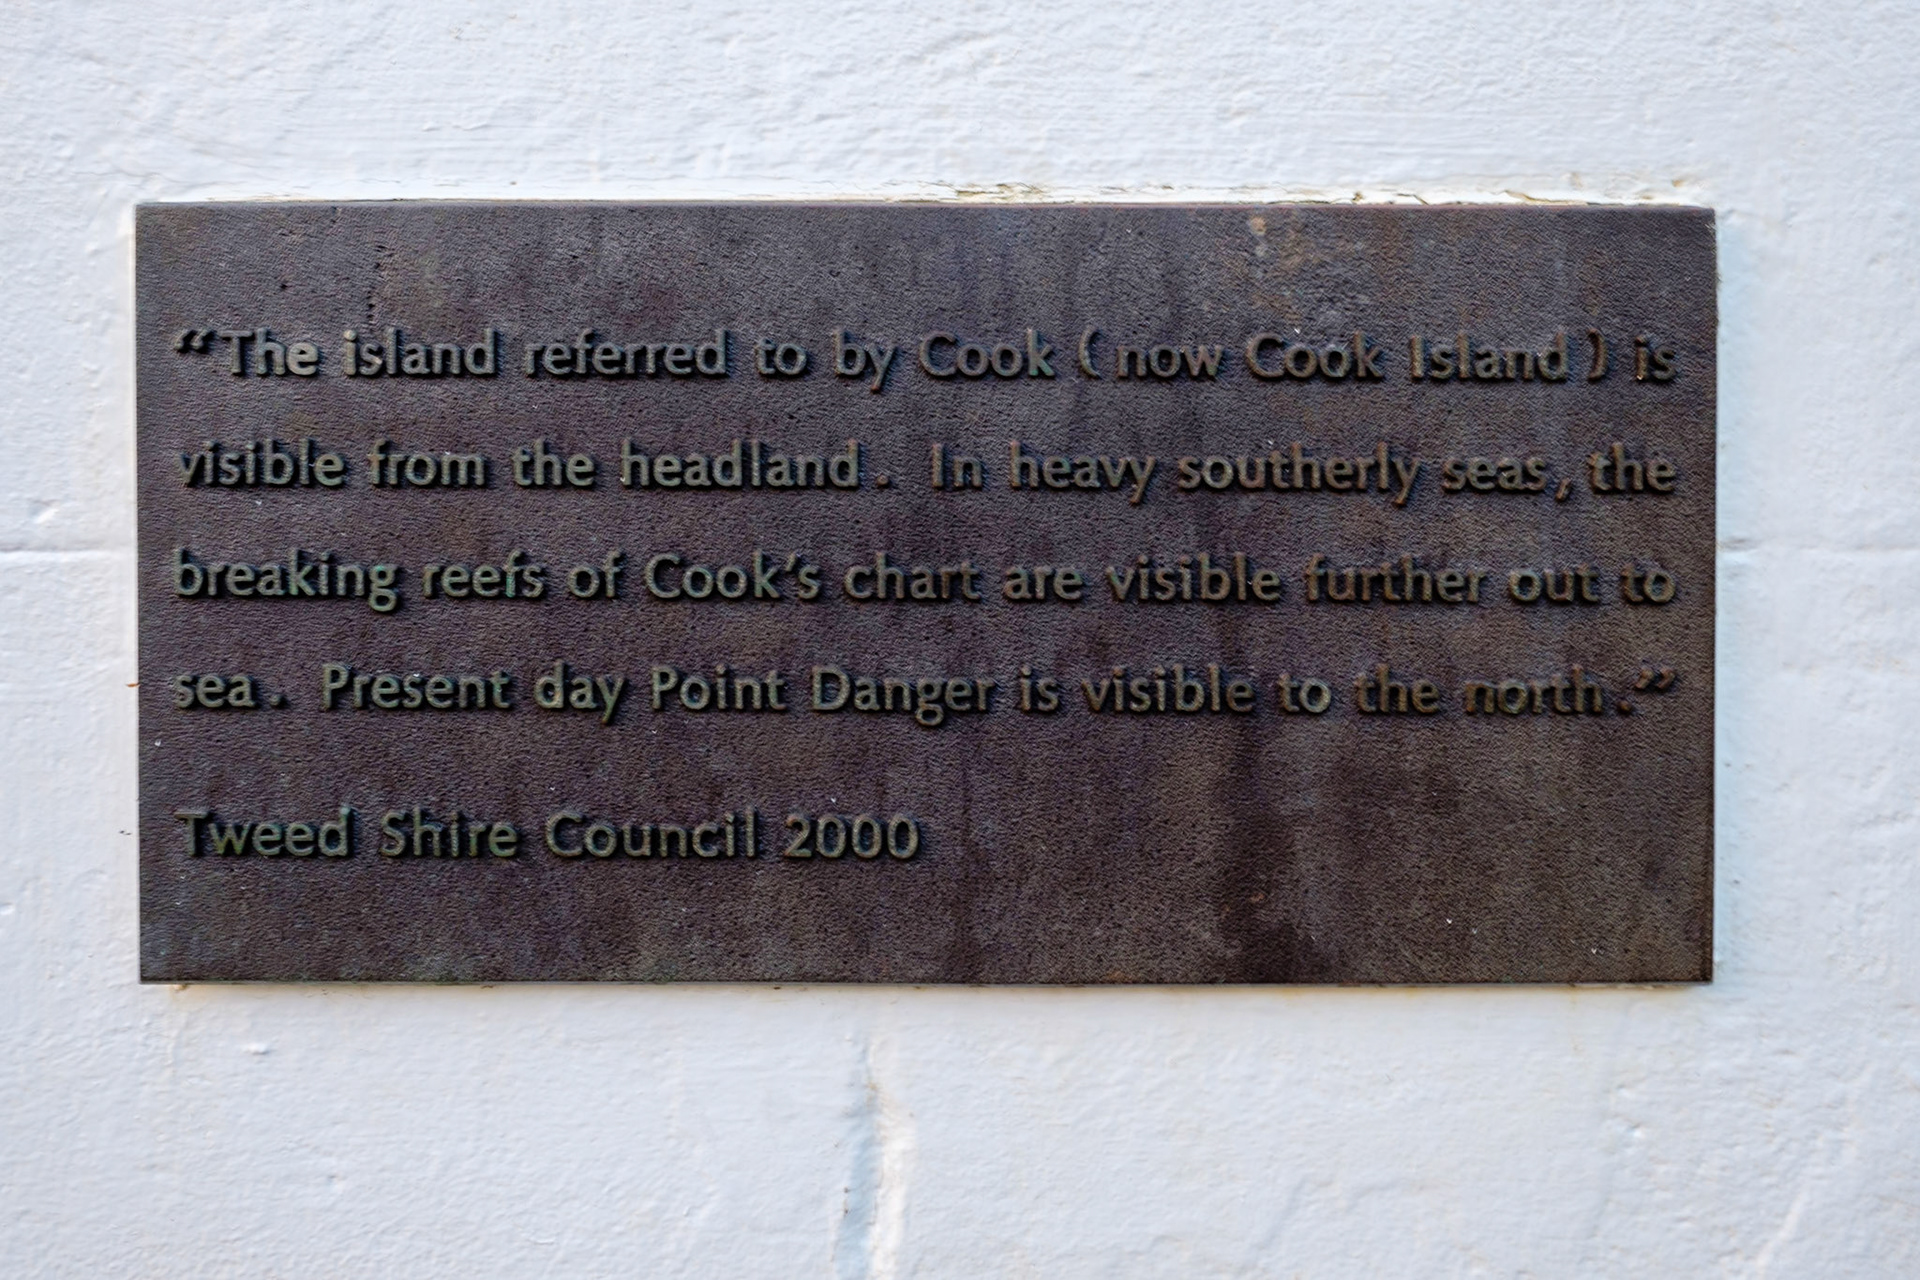 “The island referred to by Cook (now Cook Island) is
visible from the headland. In heavy southerly seas, the
breaking reefs of Cook’s chart are visible further out to
sea. Present day Point Danger is visible to the north.”
Tweed Shire Council 2000